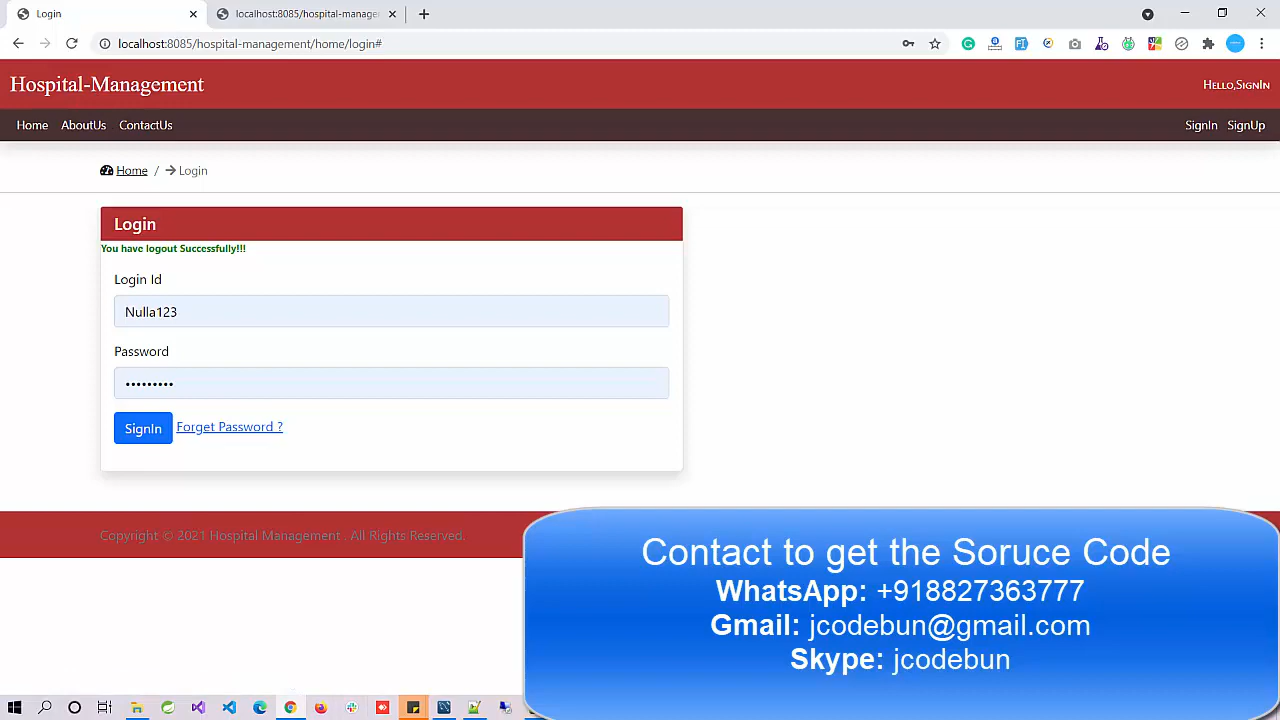 Login
localhost:8085/hospital-manage
localhost:8085/hospital-management/home/login#
Hospital-Management
Hello,SignIn
Home AboutUs ContactUs
SignIn SignUp
Home / Login
Login
You have logout Successfully!!!
Login Id
Nulla123
Password
•••••••••
SignIn Forget Password ?
Copyright © 2021 Hospital Management . All Rights Reserved.
Contact to get the Soruce Code
WhatsApp: +918827363777
Gmail: jcodebun@gmail.com
Skype: jcodebun